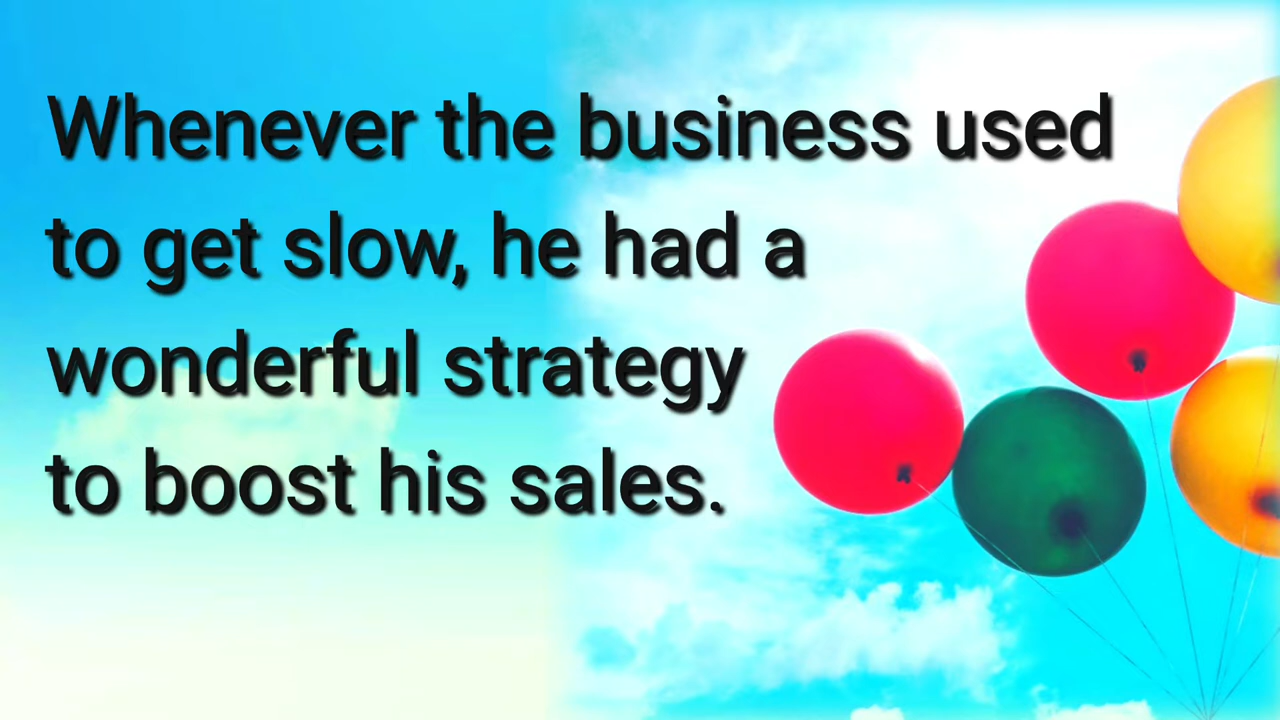 Whenever the business used
to get slow, he had a
wonderful strategy
to boost his sales.